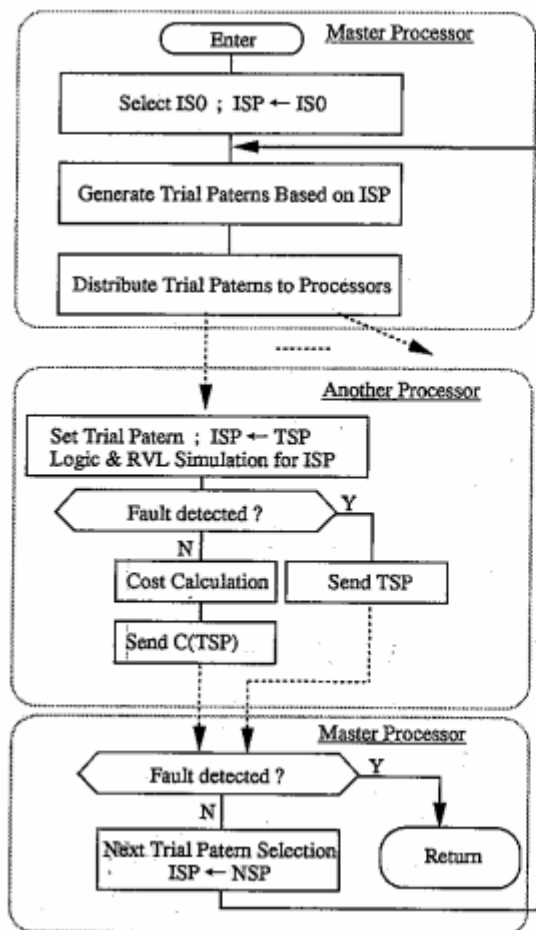 Enter
Master Processor
Select IS0 ; ISP ← IS0
Generate Trial Paterns Based on ISP
Distribute Trial Paterns to Processors
Another Processor
Set Trial Patern ; ISP ← TSP
Logic & RVL Simulation for ISP
Fault detected ?
Y
N
Cost Calculation
Send TSP
Send C(TSP)
Master Processor
Fault detected ?
Y
N
Next Trial Patern Selection
ISP ← NSP
Return